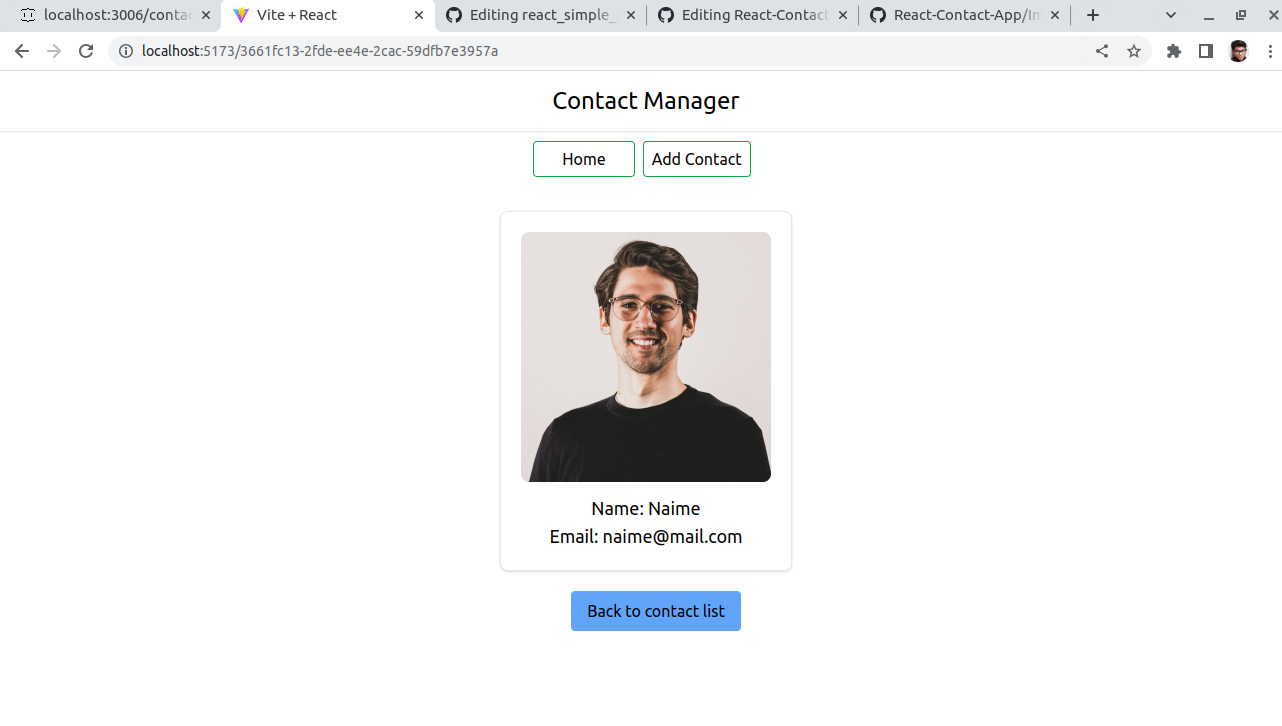 localhost:3006/contac
Vite + React
Editing react_simple_
Editing React-Contact
React-Contact-App/Im
localhost:5173/3661fc13-2fde-ee4e-2cac-59dfb7e3957a
Contact Manager
Home
Add Contact
Name: Naime
Email: naime@mail.com
Back to contact list